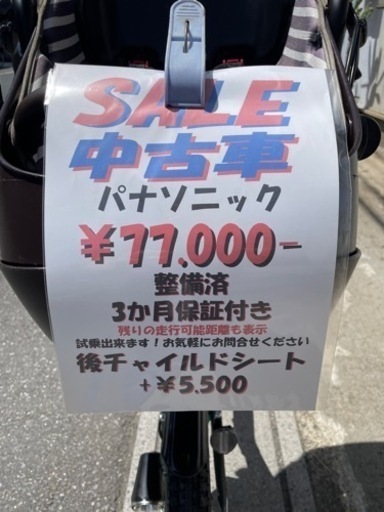 SALE
中古車
パナソニック
¥77,000-
整備済
3か月保証付き
残りの走行可能距離も表示
試乗出来ます!お気軽にお問合せください
後チャイルドシート
+¥5,500